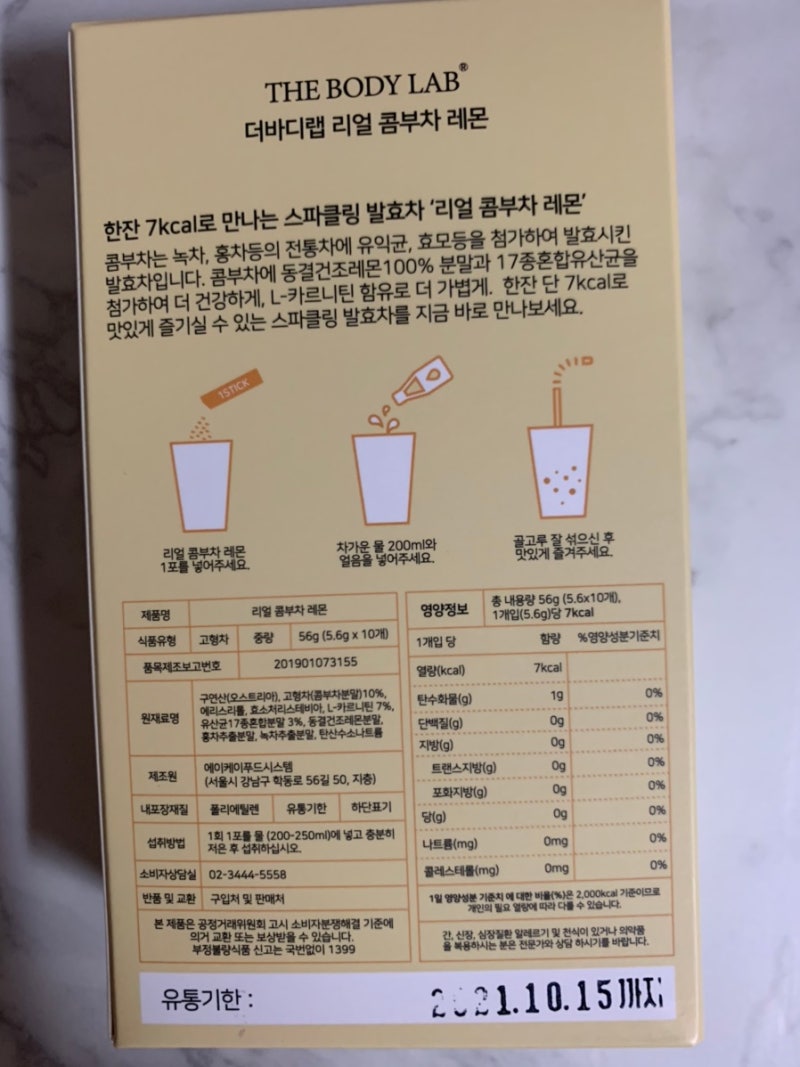 THE BODY LAB®
더바디랩 리얼 콤부차 레몬
한잔 7kcal로 만나는 스파클링 발효차 ‘리얼 콤부차 레몬’
콤부차는 녹차, 홍차등의 전통차에 유익균, 효모등을 첨가하여 발효시킨
발효차입니다. 콤부차에 동결건조레몬100% 분말과 17종혼합유산균을
첨가하여 더 건강하게, L-카르니틴 함유로 더 가볍게. 한잔 단 7kcal로
맛있게 즐기실 수 있는 스파클링 발효차를 지금 바로 만나보세요.
1STICK
리얼 콤부차 레몬
1포를 넣어주세요.
차가운 물 200ml와
얼음을 넣어주세요.
골고루 잘 섞으신 후
맛있게 즐겨주세요.
제품명 리얼 콤부차 레몬
식품유형 고형차 중량 56g (5.6g x 10개)
품목제조보고번호 201901073155
원재료명
구연산(오스트리아), 고형차(콤부차분말)10%,
에리스리톨, 효소처리스테비아, L-카르니틴 7%,
유산균17종혼합분말 3%, 동결건조레몬분말,
홍차추출분말, 녹차추출분말, 탄산수소나트륨
제조원
에이케이푸드시스템
(서울시 강남구 학동로 56길 50, 지층)
내포장재질 폴리에틸렌 유통기한 하단표기
섭취방법
1회 1포를 물 (200-250ml)에 넣고 충분히
저은 후 섭취하십시오.
소비자상담실 02-3444-5558
반품 및 교환 구입처 및 판매처
본 제품은 공정거래위원회 고시 소비자분쟁해결 기준에
의거 교환 또는 보상받을 수 있습니다.
부정불량식품 신고는 국번없이 1399
영양정보
총 내용량 56g (5.6x10개),
1개입(5.6g)당 7kcal
1개입 당 함량 %영양성분기준치
열량(kcal) 7kcal
탄수화물(g) 1g 0%
단백질(g) 0g 0%
지방(g) 0g 0%
트랜스지방(g) 0g 0%
포화지방(g) 0g 0%
당(g) 0g 0%
나트륨(mg) 0mg 0%
콜레스테롤(mg) 0mg 0%
1일 영양성분 기준치 에 대한 비율(%)은 2,000kcal 기준이므로
개인의 필요 열량에 따라 다를 수 있습니다.
간, 신장, 심장질환 알레르기 및 천식이 있거나 의약품
을 복용하시는 분은 전문가와 상담 하시기를 바랍니다.
유통기한 : 2021.10.15까지